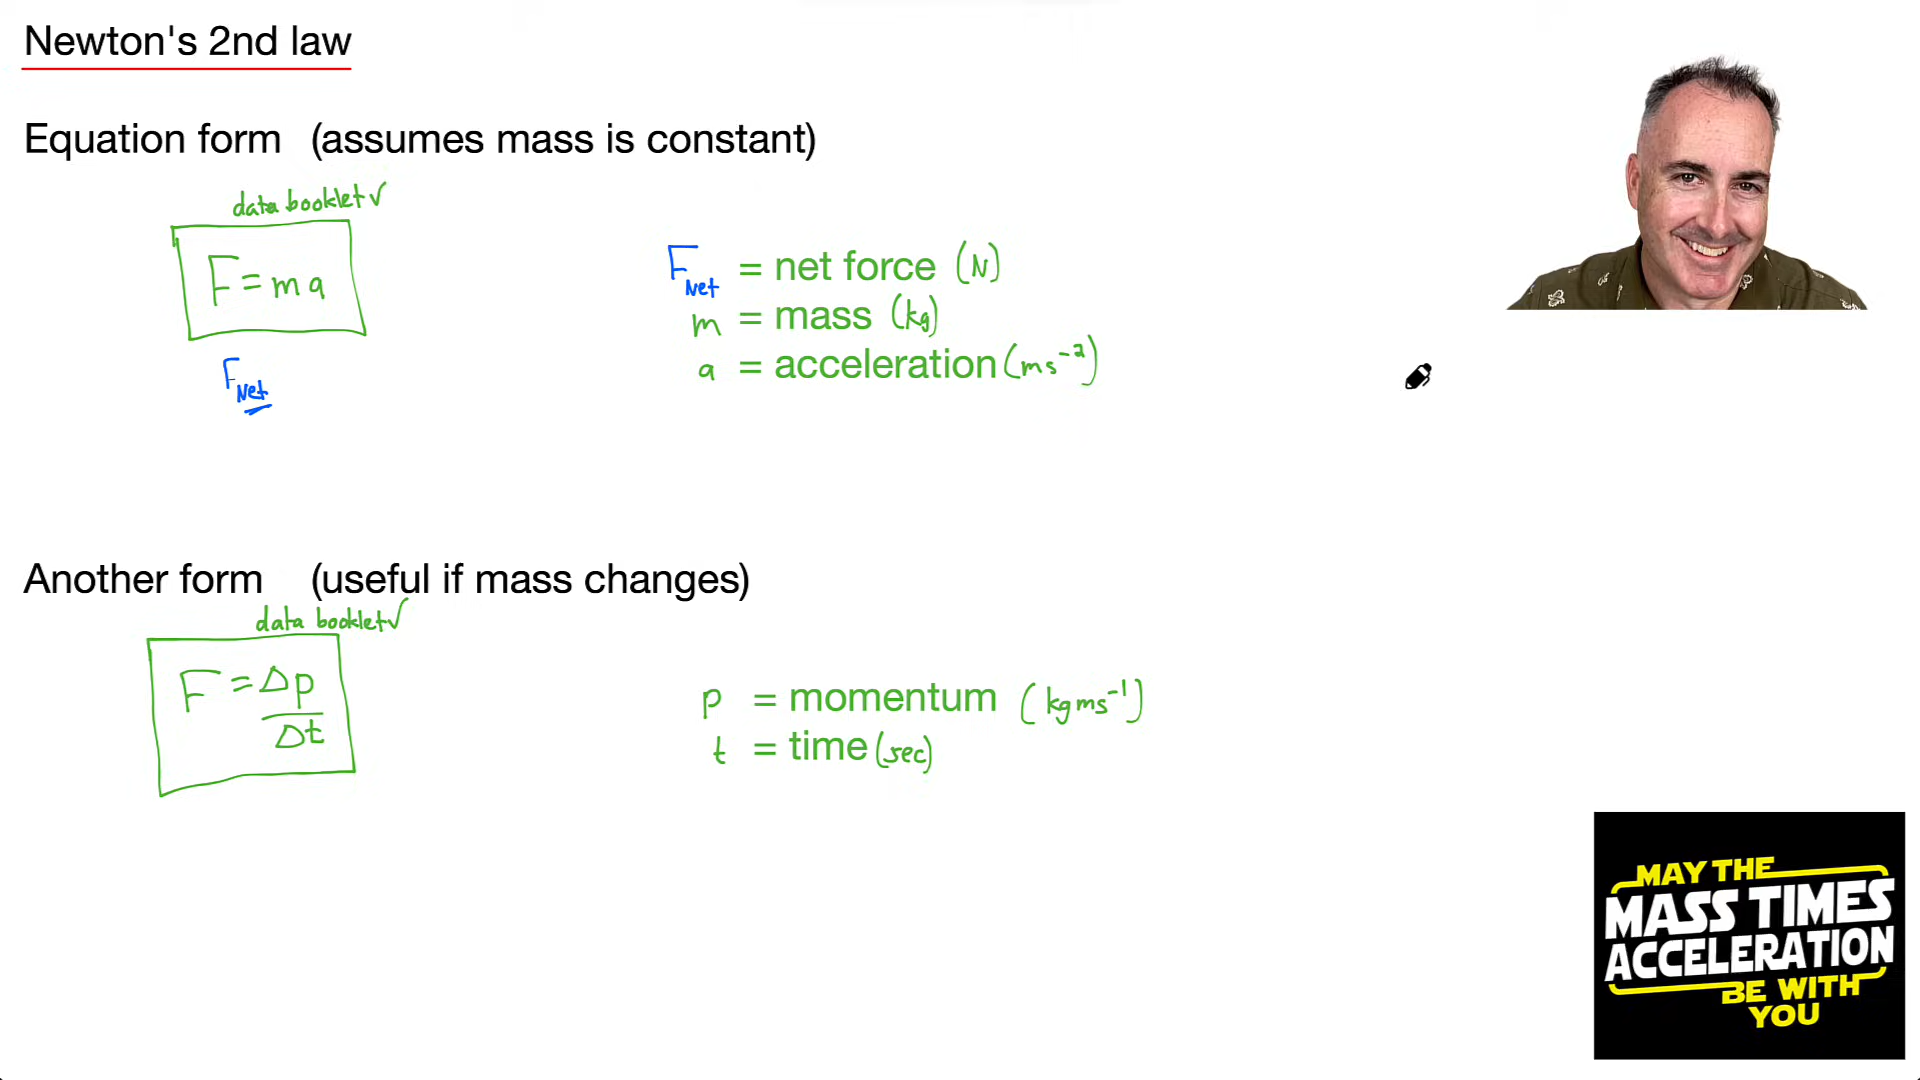 Newton's 2nd law
Equation form (assumes mass is constant)
data booklet ✓
F = ma
F Net
F Net = net force (N)
m = mass (kg)
a = acceleration (ms⁻²)
Another form (useful if mass changes)
data booklet ✓
F = Δp
Δt
p = momentum (kgms⁻¹)
t = time (sec)
MAY THE
MASS TIMES
ACCELERATION
BE WITH
YOU